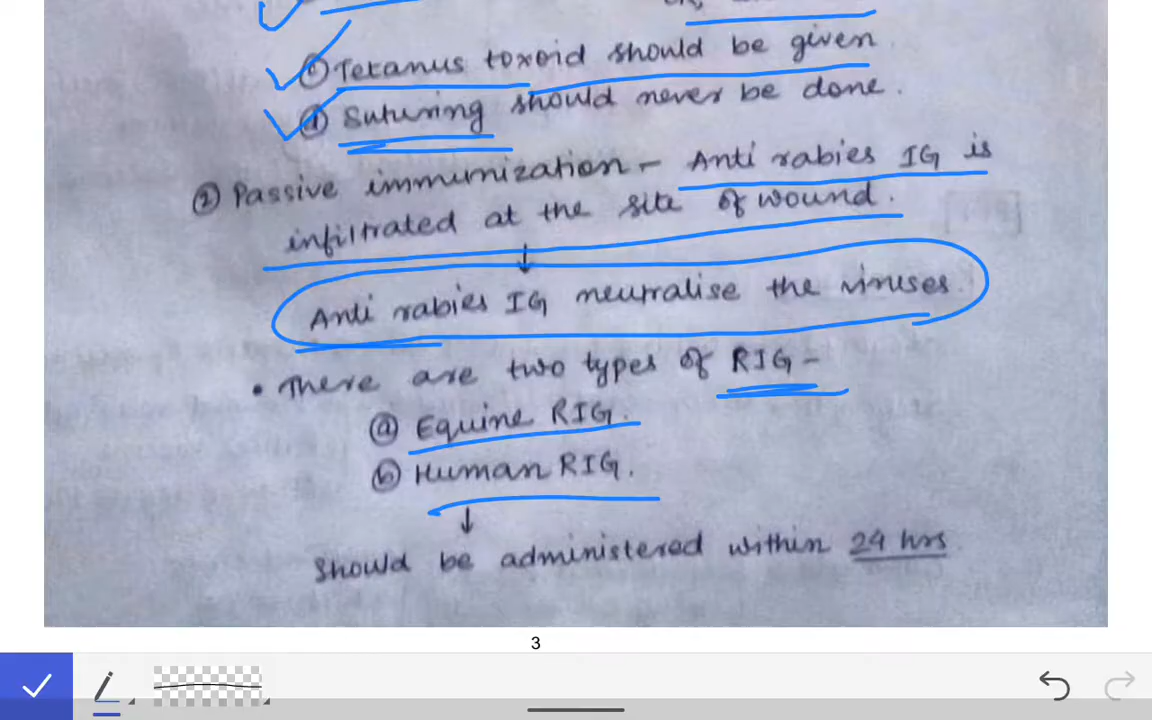 ⓒ Tetanus toxoid should be given
ⓓ Suturing should never be done.
② Passive immunization - Anti rabies IG is
infiltrated at the site of wound.
↓
Anti rabies IG neutralise the viruses
• There are two types of RIG -
ⓐ Equine RIG.
ⓑ Human RIG.
↓
Should be administered within 24 hrs
3